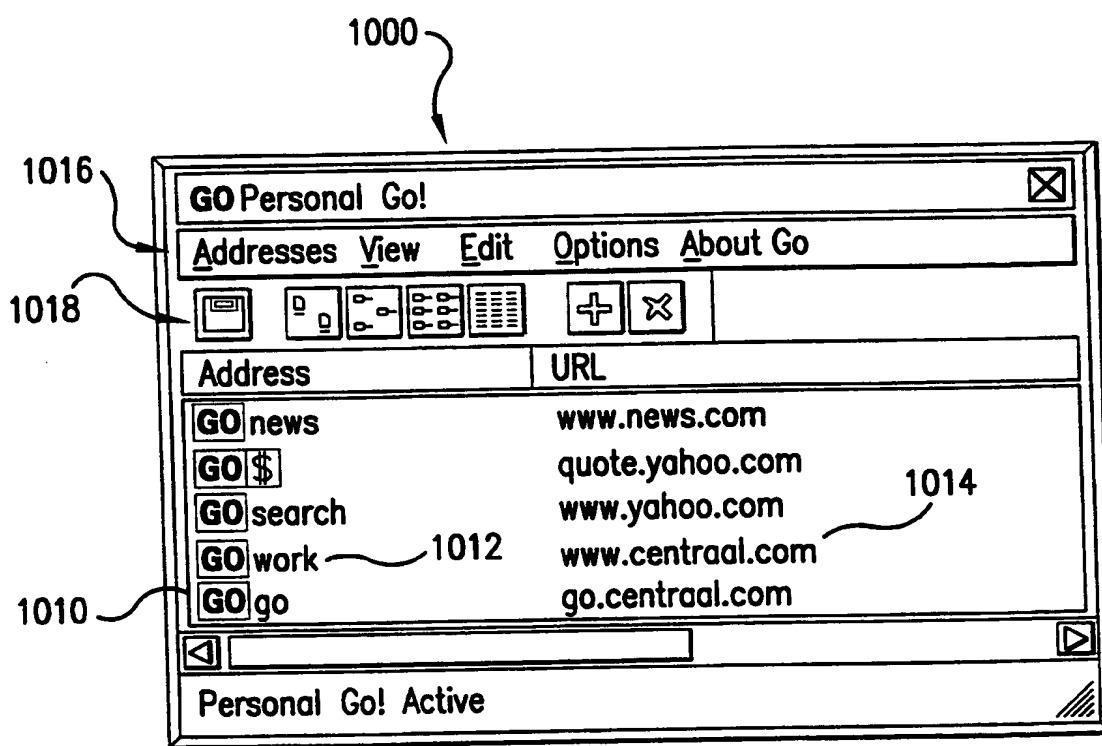 1000
1016
GO Personal Go!
Addresses View Edit Options About Go
1018
Address URL
GO news www.news.com
GO $ quote.yahoo.com
GO search www.yahoo.com
1014
GO work 1012 www.centraal.com
1010
GO go go.centraal.com
Personal Go! Active